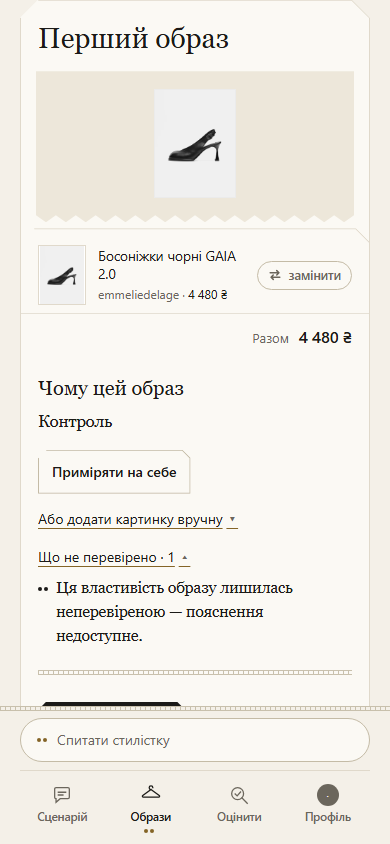 Перший образ
Босоніжки чорні GAIA
2.0
emmeliedelage · 4 480 ₴
замінити
Разом 4 480 ₴
Чому цей образ
Контроль
Приміряти на себе
Або додати картинку вручну
Що не перевірено · 1
Ця властивість образу лишилась
неперевіреною — пояснення
недоступне.
Спитати стилістку
Сценарій
Образи
Оцінити
Профіль